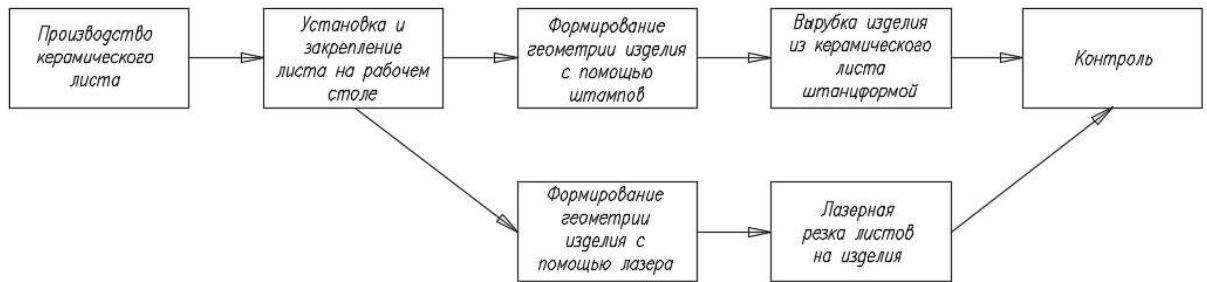 Производство
керамического
листа
Установка и
закрепление
листа на рабочем
столе
Формирование
геометрии изделия
с помощью
штампов
Вырубка изделия
из керамического
листа
штанцформой
Контроль
Формирование
геометрии
изделия с
помощью лазера
Лазерная
резка листов
на изделия